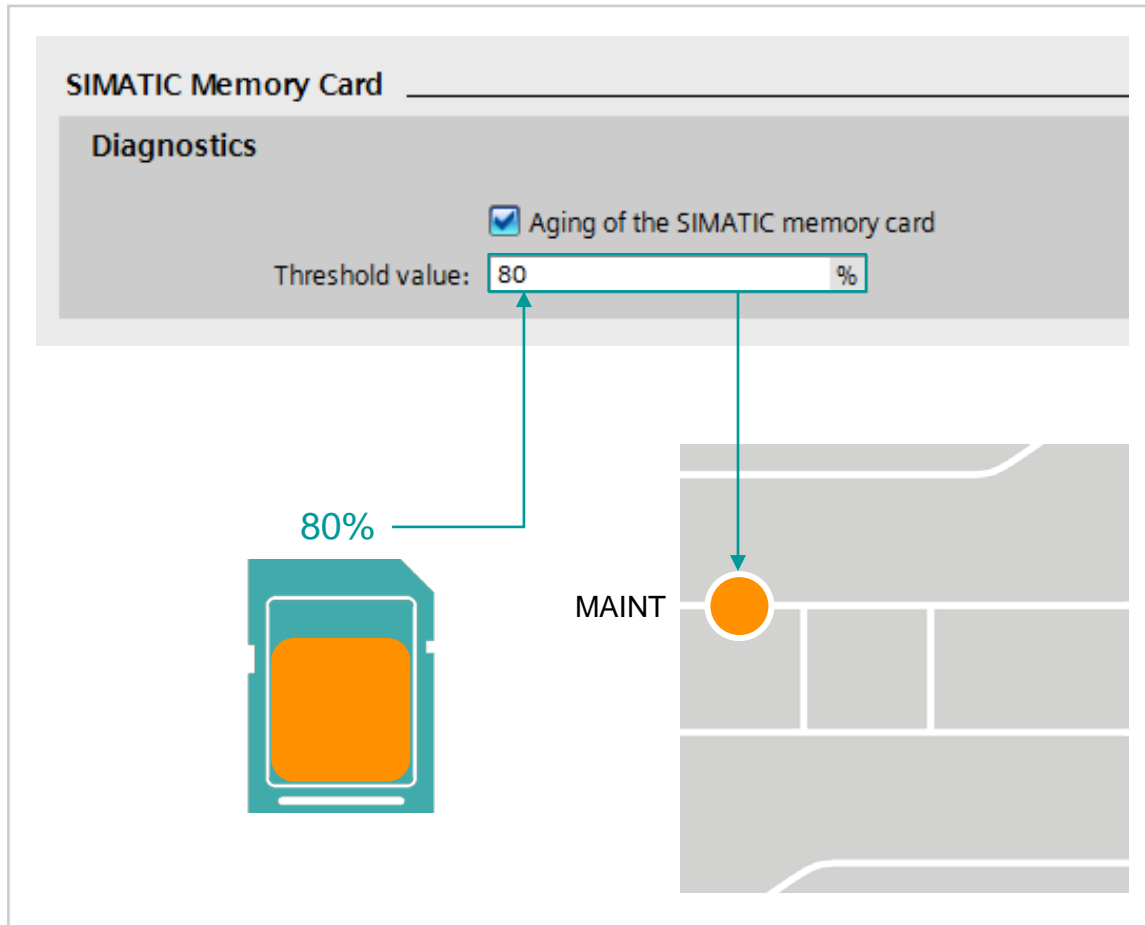 SIMATIC Memory Card
Diagnostics
Aging of the SIMATIC memory card
Threshold value: 80 %
80%
MAINT